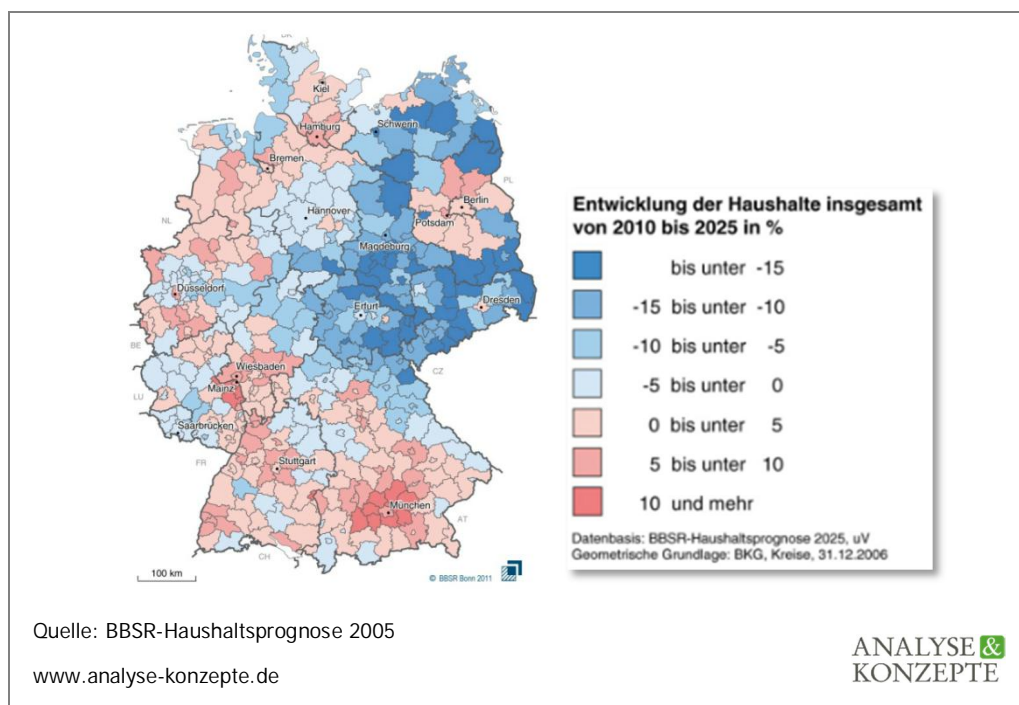 DK
Kiel
Hamburg
Schwerin
Bremen
PL
Berlin
NL
Hannover
Potsdam
Magdeburg
Düsseldorf
Erfurt
Dresden
BE
Wiesbaden
CZ
LU
Mainz
Saarbrücken
Stuttgart
FR
München
AT
CH
100 km
© BBSR Bonn 2011
Entwicklung der Haushalte insgesamt
von 2010 bis 2025 in %
bis unter -15
-15 bis unter -10
-10 bis unter -5
-5 bis unter 0
0 bis unter 5
5 bis unter 10
10 und mehr
Datenbasis: BBSR-Haushaltsprognose 2025, uV
Geometrische Grundlage: BKG, Kreise, 31.12.2006
Quelle: BBSR-Haushaltsprognose 2005
www.analyse-konzepte.de
ANALYSE &
KONZEPTE